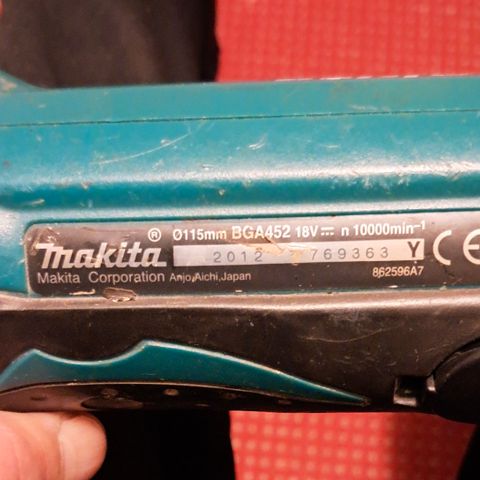 makita ® Ø115mm BGA452 18V⎓ n 10000min⁻¹
2012 769363 Y CE
Makita Corporation Anjo,Aichi,Japan 862596A7